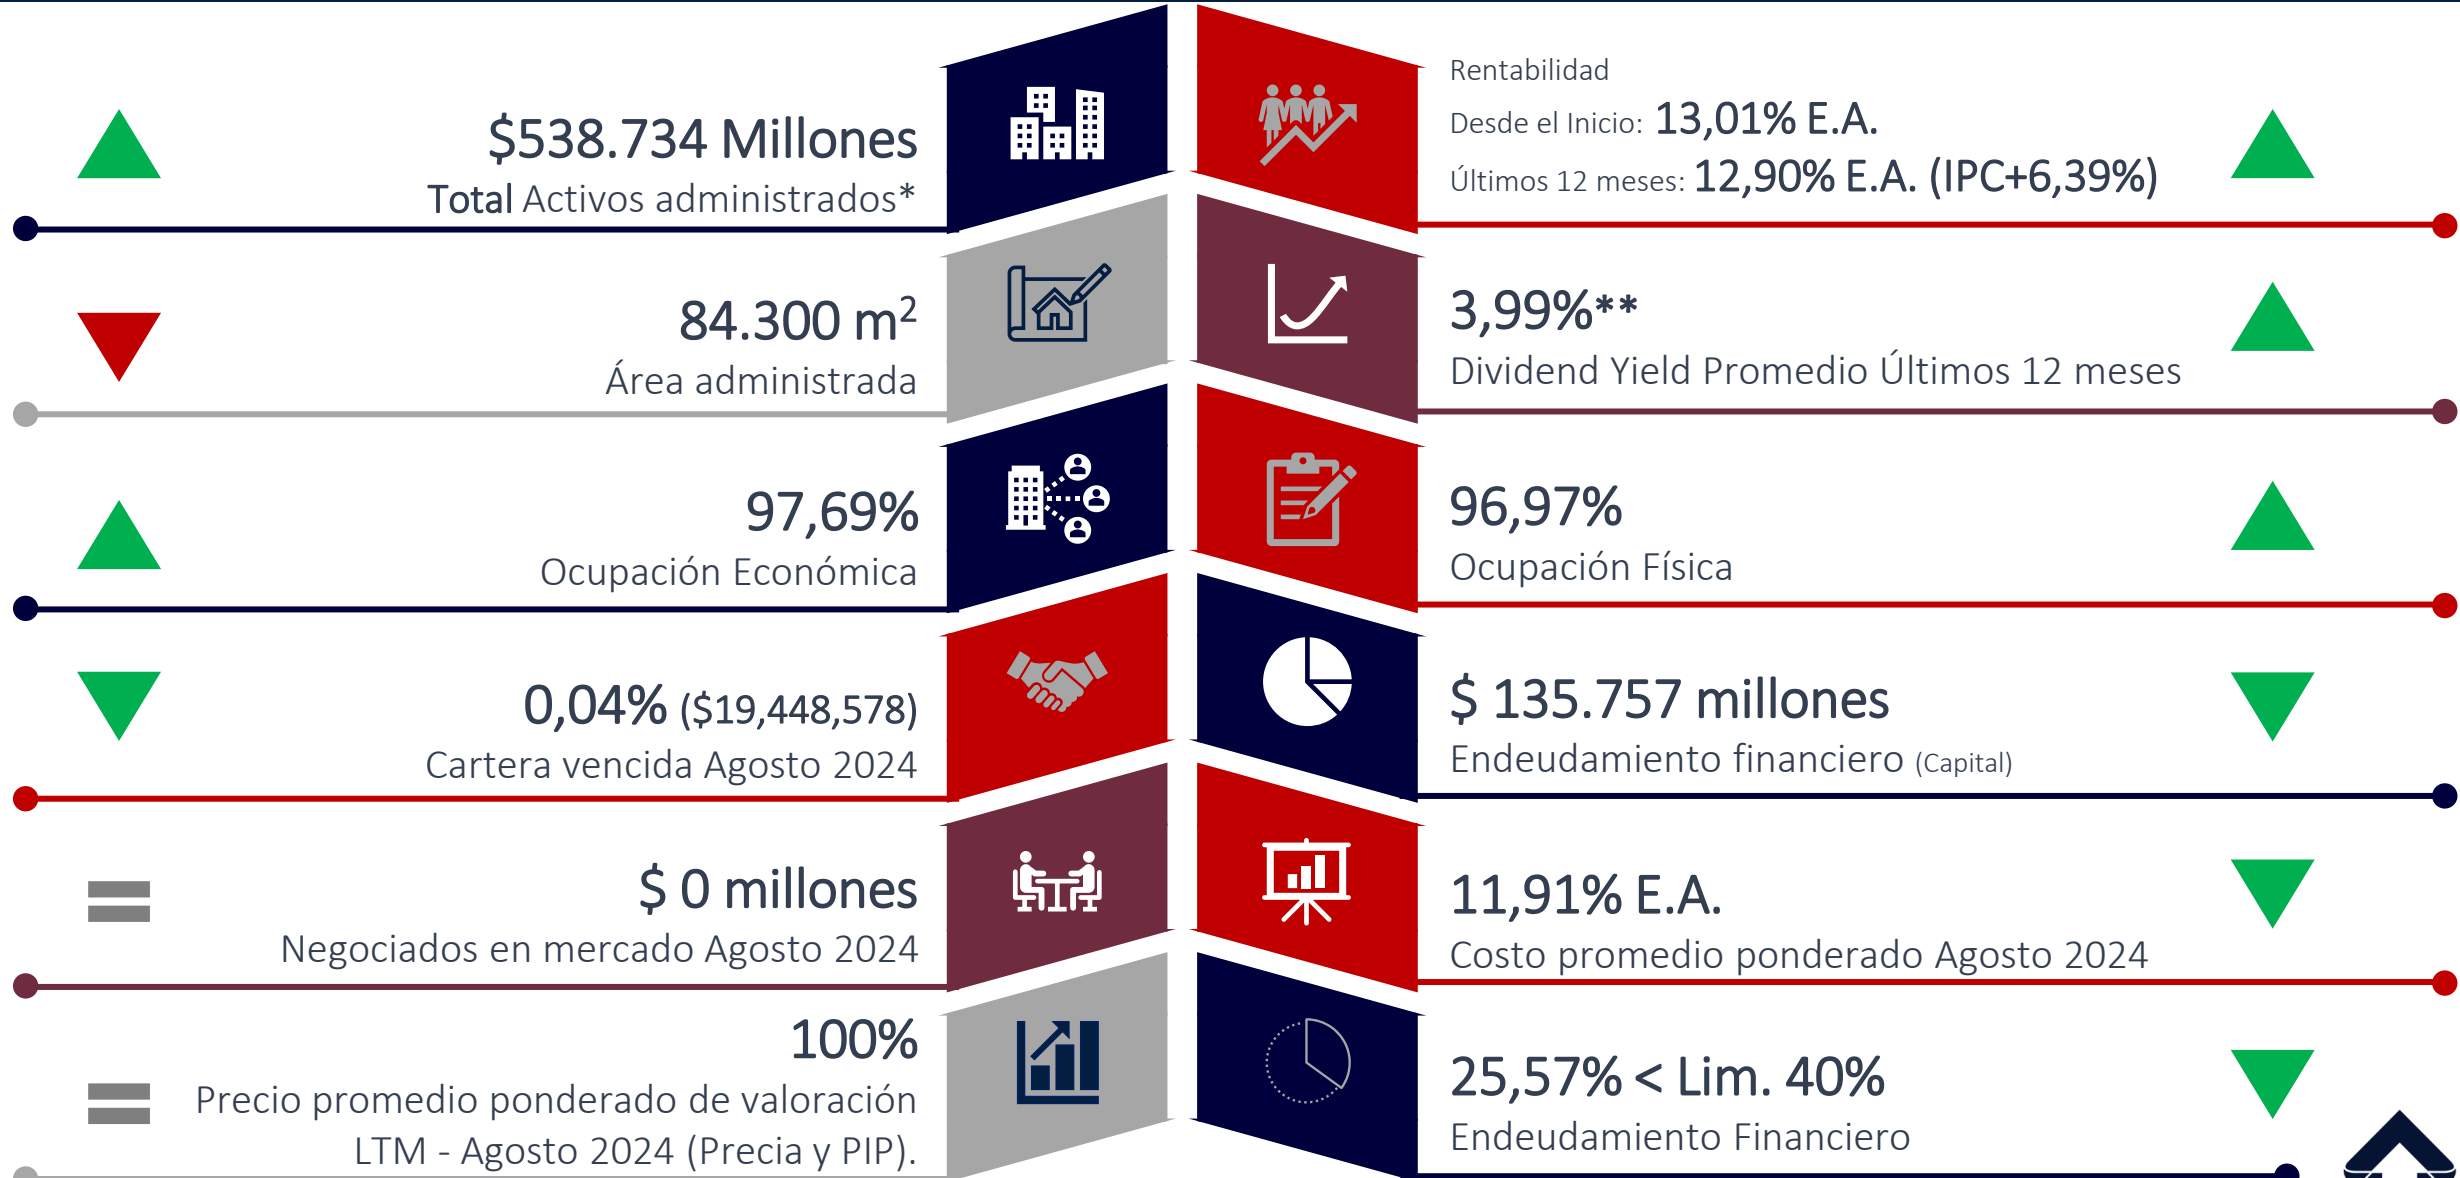 $538.734 Millones
Total Activos administrados*
84.300 m²
Área administrada
97,69%
Ocupación Económica
0,04% ($19,448,578)
Cartera vencida Agosto 2024
$ 0 millones
Negociados en mercado Agosto 2024
100%
Precio promedio ponderado de valoración
LTM - Agosto 2024 (Precia y PIP).
Rentabilidad
Desde el Inicio: 13,01% E.A.
Últimos 12 meses: 12,90% E.A. (IPC+6,39%)
3,99%**
Dividend Yield Promedio Últimos 12 meses
96,97%
Ocupación Física
$ 135.757 millones
Endeudamiento financiero (Capital)
11,91% E.A.
Costo promedio ponderado Agosto 2024
25,57% < Lim. 40%
Endeudamiento Financiero